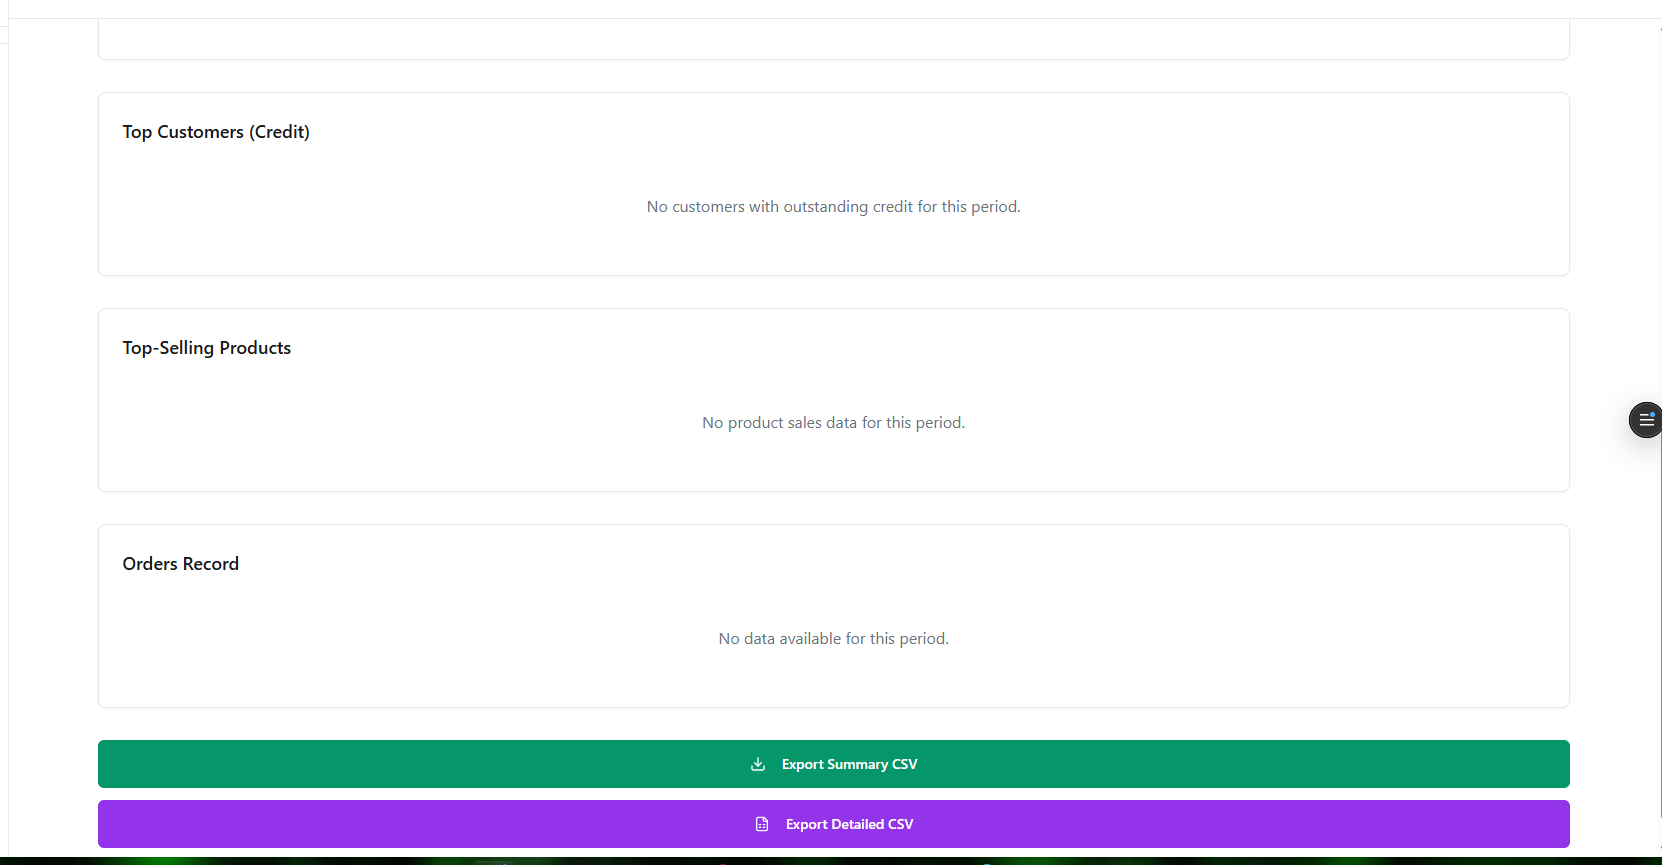 Top Customers (Credit)
No customers with outstanding credit for this period.
Top-Selling Products
No product sales data for this period.
Orders Record
No data available for this period.
Export Summary CSV
Export Detailed CSV